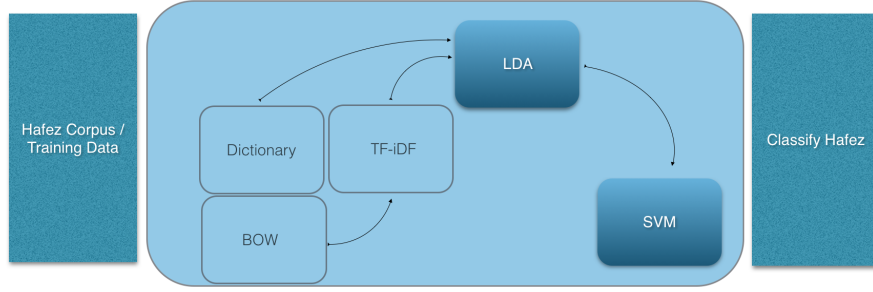 Hafez Corpus /
Training Data
Dictionary
BOW
TF-iDF
LDA
SVM
Classify Hafez